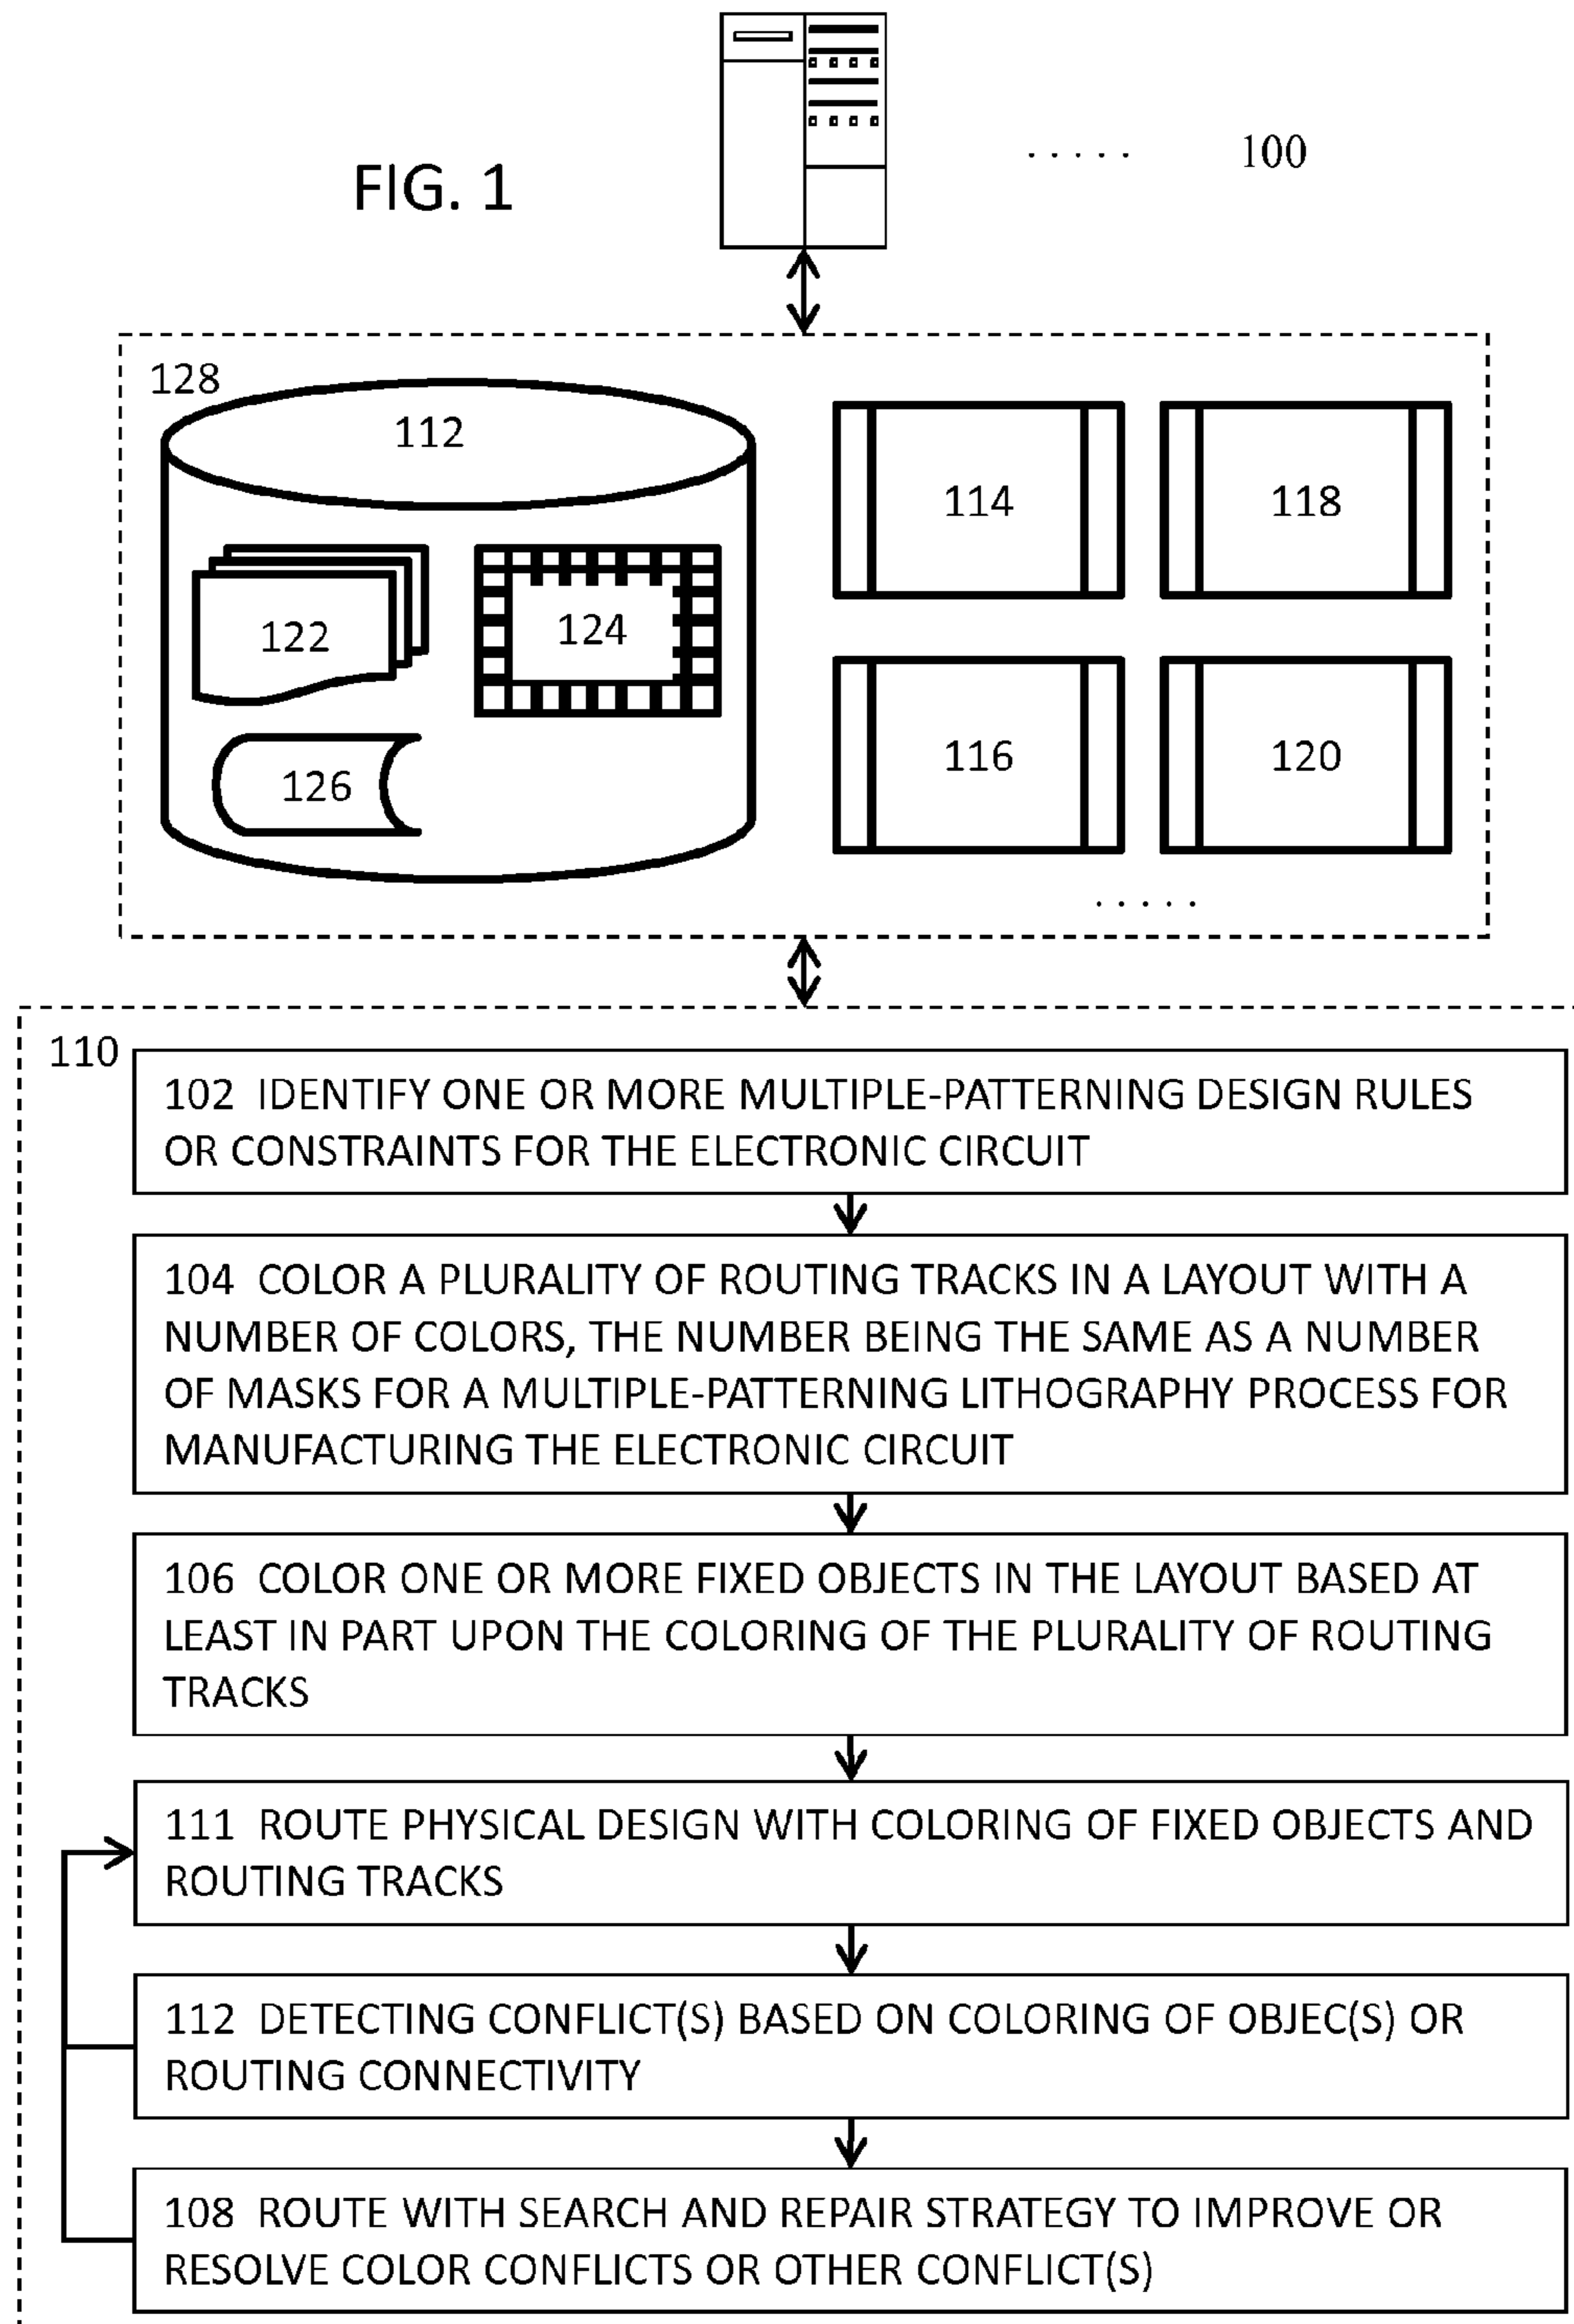 FIG. 1
. . . . . 100
128
112
114
118
122
124
116
120
126
. . . . .
110
102 IDENTIFY ONE OR MORE MULTIPLE-PATTERNING DESIGN RULES
OR CONSTRAINTS FOR THE ELECTRONIC CIRCUIT
104 COLOR A PLURALITY OF ROUTING TRACKS IN A LAYOUT WITH A
NUMBER OF COLORS, THE NUMBER BEING THE SAME AS A NUMBER
OF MASKS FOR A MULTIPLE-PATTERNING LITHOGRAPHY PROCESS FOR
MANUFACTURING THE ELECTRONIC CIRCUIT
106 COLOR ONE OR MORE FIXED OBJECTS IN THE LAYOUT BASED AT
LEAST IN PART UPON THE COLORING OF THE PLURALITY OF ROUTING
TRACKS
111 ROUTE PHYSICAL DESIGN WITH COLORING OF FIXED OBJECTS AND
ROUTING TRACKS
112 DETECTING CONFLICT(S) BASED ON COLORING OF OBJEC(S) OR
ROUTING CONNECTIVITY
108 ROUTE WITH SEARCH AND REPAIR STRATEGY TO IMPROVE OR
RESOLVE COLOR CONFLICTS OR OTHER CONFLICT(S)